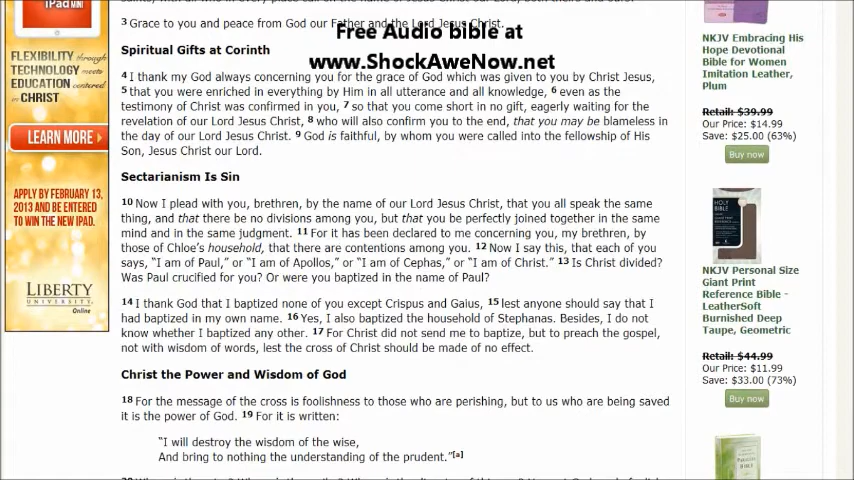 iPad MINI
FLEXIBILITY through
TECHNOLOGY meets
EDUCATION centered
in CHRIST
LEARN MORE
APPLY BY FEBRUARY 13,
2013 AND BE ENTERED
TO WIN THE NEW IPAD.
LIBERTY
UNIVERSITY
Online
3 Grace to you and peace from God our Father and the Lord Jesus Christ.
Free Audio bible at
www.ShockAweNow.net
Spiritual Gifts at Corinth
4 I thank my God always concerning you for the grace of God which was given to you by Christ Jesus,
5 that you were enriched in everything by Him in all utterance and all knowledge, 6 even as the
testimony of Christ was confirmed in you, 7 so that you come short in no gift, eagerly waiting for the
revelation of our Lord Jesus Christ, 8 who will also confirm you to the end, that you may be blameless in
the day of our Lord Jesus Christ. 9 God is faithful, by whom you were called into the fellowship of His
Son, Jesus Christ our Lord.
Sectarianism Is Sin
10 Now I plead with you, brethren, by the name of our Lord Jesus Christ, that you all speak the same
thing, and that there be no divisions among you, but that you be perfectly joined together in the same
mind and in the same judgment. 11 For it has been declared to me concerning you, my brethren, by
those of Chloe's household, that there are contentions among you. 12 Now I say this, that each of you
says, “I am of Paul,” or “I am of Apollos,” or “I am of Cephas,” or “I am of Christ.” 13 Is Christ divided?
Was Paul crucified for you? Or were you baptized in the name of Paul?
14 I thank God that I baptized none of you except Crispus and Gaius, 15 lest anyone should say that I
had baptized in my own name. 16 Yes, I also baptized the household of Stephanas. Besides, I do not
know whether I baptized any other. 17 For Christ did not send me to baptize, but to preach the gospel,
not with wisdom of words, lest the cross of Christ should be made of no effect.
Christ the Power and Wisdom of God
18 For the message of the cross is foolishness to those who are perishing, but to us who are being saved
it is the power of God. 19 For it is written:
“I will destroy the wisdom of the wise,
And bring to nothing the understanding of the prudent.”[a]
NKJV Embracing His
Hope Devotional
Bible for Women
Imitation Leather,
Plum
Retail: $39.99
Our Price: $14.99
Save: $25.00 (63%)
Buy now
HOLY
BIBLE
NKJV Personal Size
Giant Print
Reference Bible -
LeatherSoft
Burnished Deep
Taupe, Geometric
Retail: $44.99
Our Price: $11.99
Save: $33.00 (73%)
Buy now